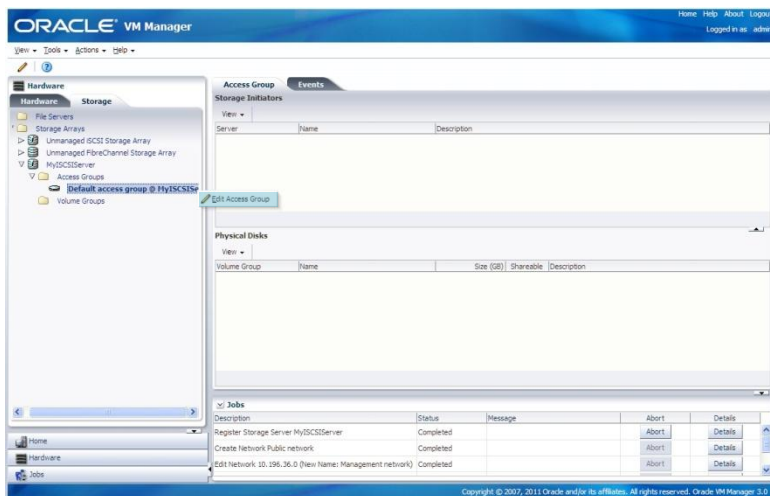 Home Help About Logou
ORACLE VM Manager
Logged in as admi
View Tools Actions Help
Hardware
Hardware Storage
File Servers
Storage Arrays
Unmanaged iSCSI Storage Array
Unmanaged FibreChannel Storage Array
MyISCSIServer
Access Groups
Default access group @ MyISCSISe
Volume Groups
Edit Access Group
Home
Hardware
Jobs
Access Group Events
Storage Initiators
View
Server Name Description
Physical Disks
View
Volume Group Name Size (GB) Shareable Description
Jobs
Description Status Message Abort Details
Register Storage Server MyISCSIServer Completed Abort Details
Create Network Public network Completed Abort Details
Edit Network 10.196.36.0 (New Name: Management network) Completed Abort Details
Copyright © 2007, 2011 Oracle and/or its affiliates. All rights reserved. Oracle VM Manager 3.0